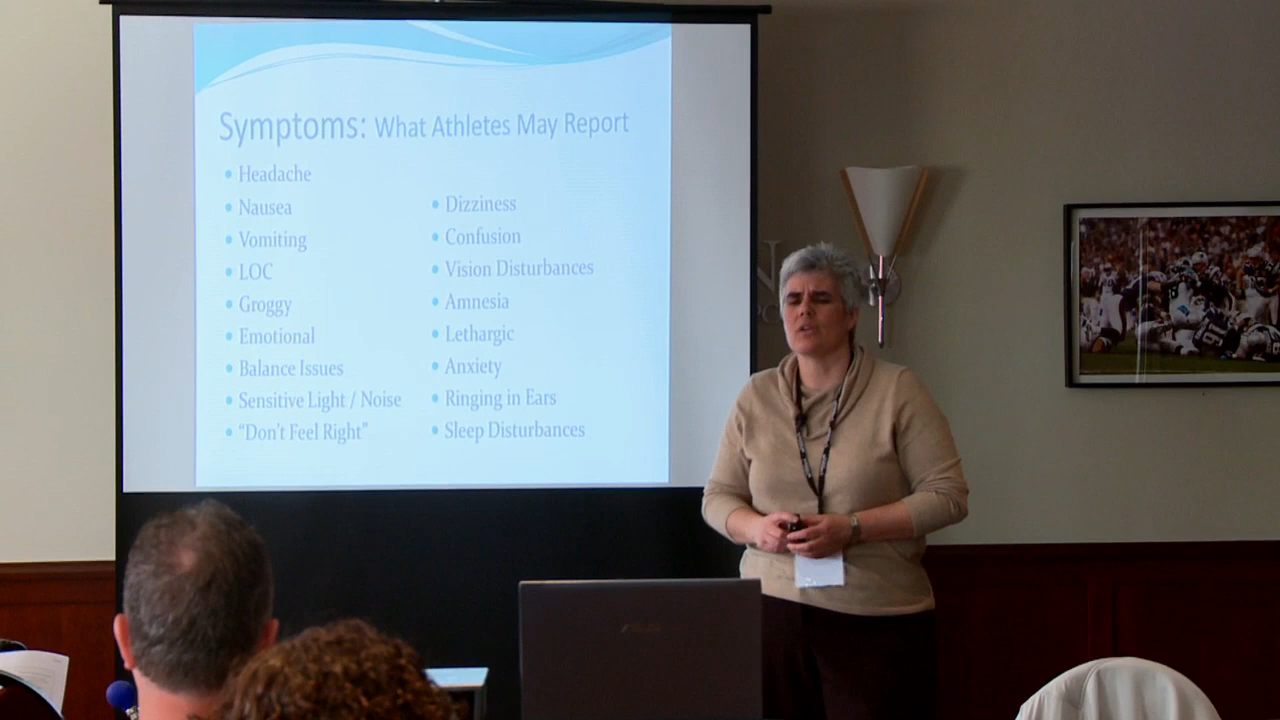 Symptoms: What Athletes May Report
• Headache
• Nausea
• Vomiting
• LOC
• Groggy
• Emotional
• Balance Issues
• Sensitive Light / Noise
• “Don’t Feel Right”
• Dizziness
• Confusion
• Vision Disturbances
• Amnesia
• Lethargic
• Anxiety
• Ringing in Ears
• Sleep Disturbances